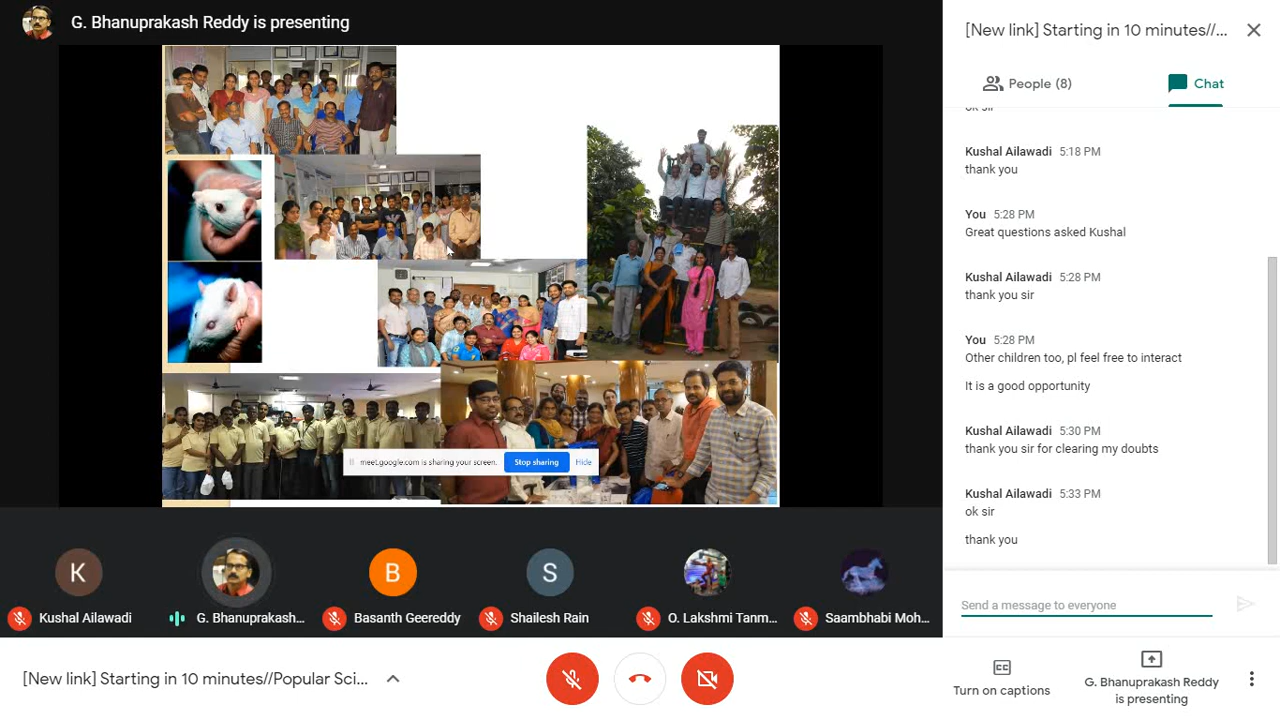 G. Bhanuprakash Reddy is presenting
meet.google.com is sharing your screen.
Stop sharing
Hide
Kushal Ailawadi
G. Bhanuprakash...
Basanth Geereddy
Shailesh Rain
O. Lakshmi Tanm...
Saambhabi Moh...
K
B
S
[New link] Starting in 10 minutes//Popular Sci...
[New link] Starting in 10 minutes//...
People (8)
Chat
ok sir
Kushal Ailawadi 5:18 PM
thank you
You 5:28 PM
Great questions asked Kushal
Kushal Ailawadi 5:28 PM
thank you sir
You 5:28 PM
Other children too, pl feel free to interact
It is a good opportunity
Kushal Ailawadi 5:30 PM
thank you sir for clearing my doubts
Kushal Ailawadi 5:33 PM
ok sir
thank you
Send a message to everyone
CC
Turn on captions
G. Bhanuprakash Reddy
is presenting